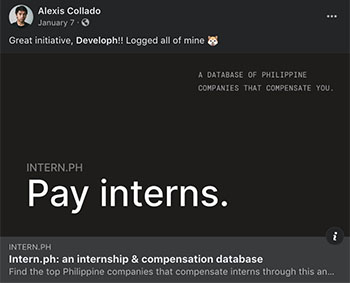 Alexis Collado
January 7 ·
Great initiative, Developh!! Logged all of mine 🐹
A DATABASE OF PHILIPPINE
COMPANIES THAT COMPENSATE YOU.
INTERN.PH
Pay interns.
INTERN.PH
Intern.ph: an internship & compensation database
Find the top Philippine companies that compensate interns through this an...